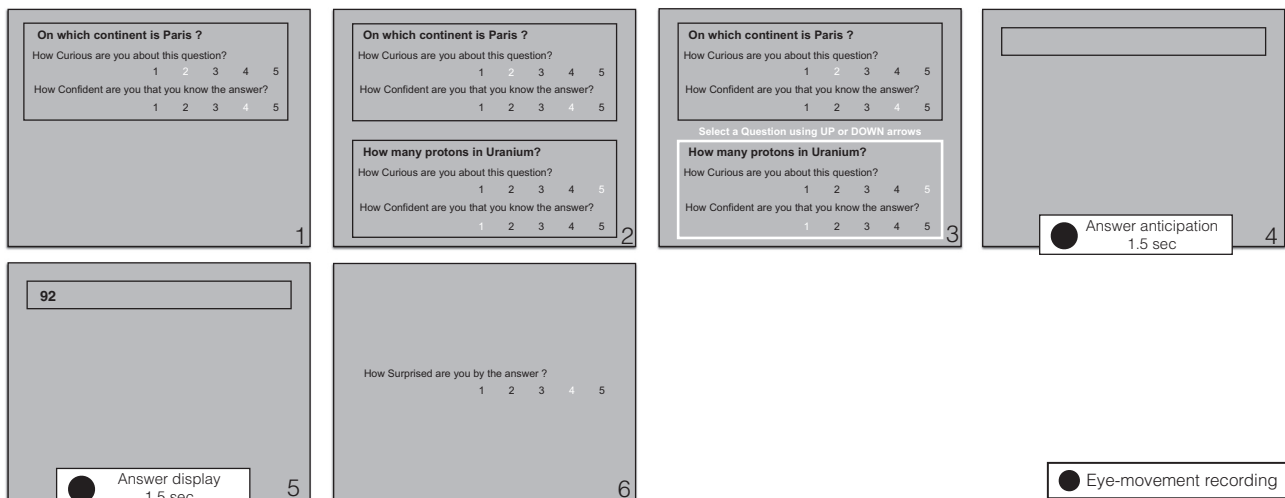 On which continent is Paris ?
How Curious are you about this question?
1 2 3 4 5
How Confident are you that you know the answer?
1 2 3 4 5
1
On which continent is Paris ?
How Curious are you about this question?
1 2 3 4 5
How Confident are you that you know the answer?
1 2 3 4 5
How many protons in Uranium?
How Curious are you about this question?
1 2 3 4 5
How Confident are you that you know the answer?
1 2 3 4 5
2
On which continent is Paris ?
How Curious are you about this question?
1 2 3 4 5
How Confident are you that you know the answer?
1 2 3 4 5
Select a Question using UP or DOWN arrows
How many protons in Uranium?
How Curious are you about this question?
1 2 3 4 5
How Confident are you that you know the answer?
1 2 3 4 5
3
Answer anticipation
1.5 sec
4
92
Answer display
1.5 sec
5
How Surprised are you by the answer ?
1 2 3 4 5
6
Eye-movement recording